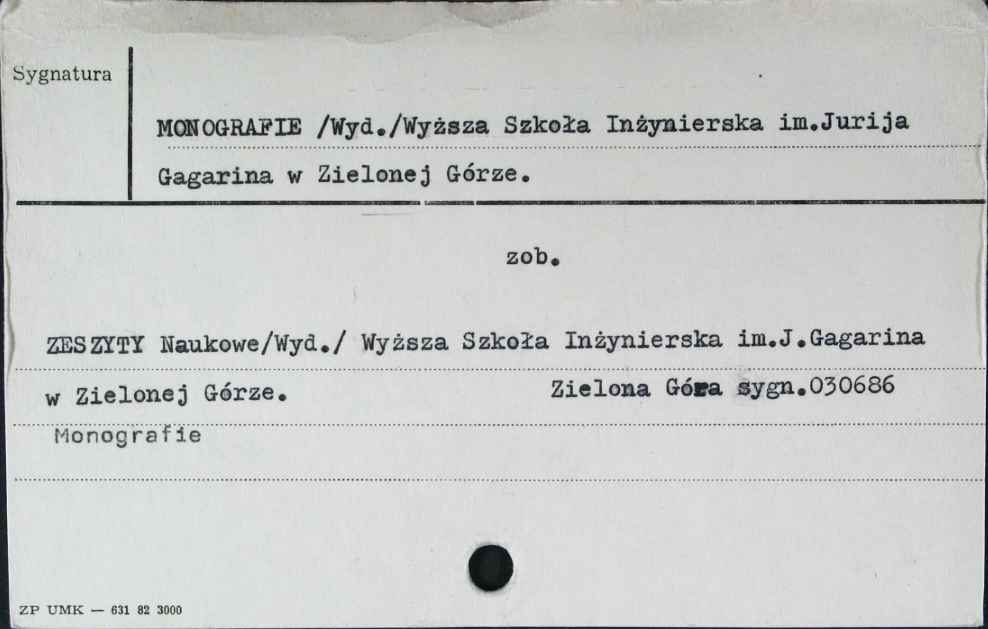 Sygnatura
MONOGRAFIE /Wyd./Wyższa Szkoła Inżynierska im.Jurija
Gagarina w Zielonej Górze.
zob.
ZESZYTY Naukowe/Wyd./ Wyższa Szkoła Inżynierska im.J.Gagarina
w Zielonej Górze. Zielona Góra sygn.030686
Monografie
ZP UMK — 631 82 3000